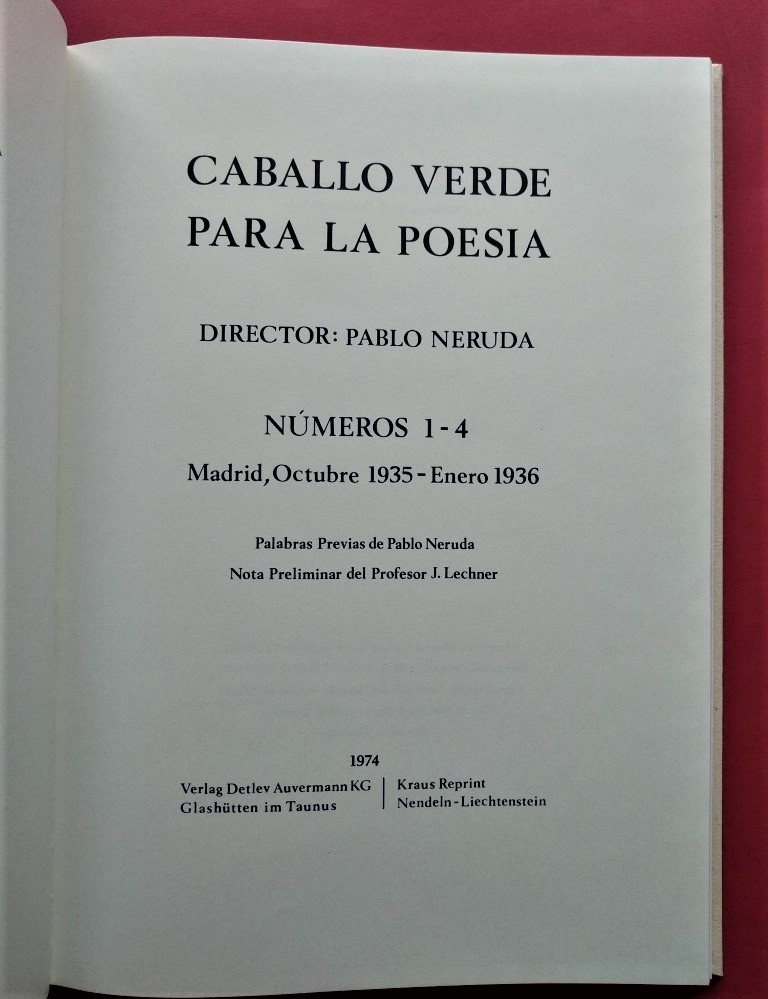 CABALLO VERDE
PARA LA POESIA
DIRECTOR: PABLO NERUDA
NÚMEROS 1-4
Madrid, Octubre 1935 - Enero 1936
Palabras Previas de Pablo Neruda
Nota Preliminar del Profesor J. Lechner
1974
Verlag Detlev Auvermann KG
Glashütten im Taunus
Kraus Reprint
Nendeln - Liechtenstein